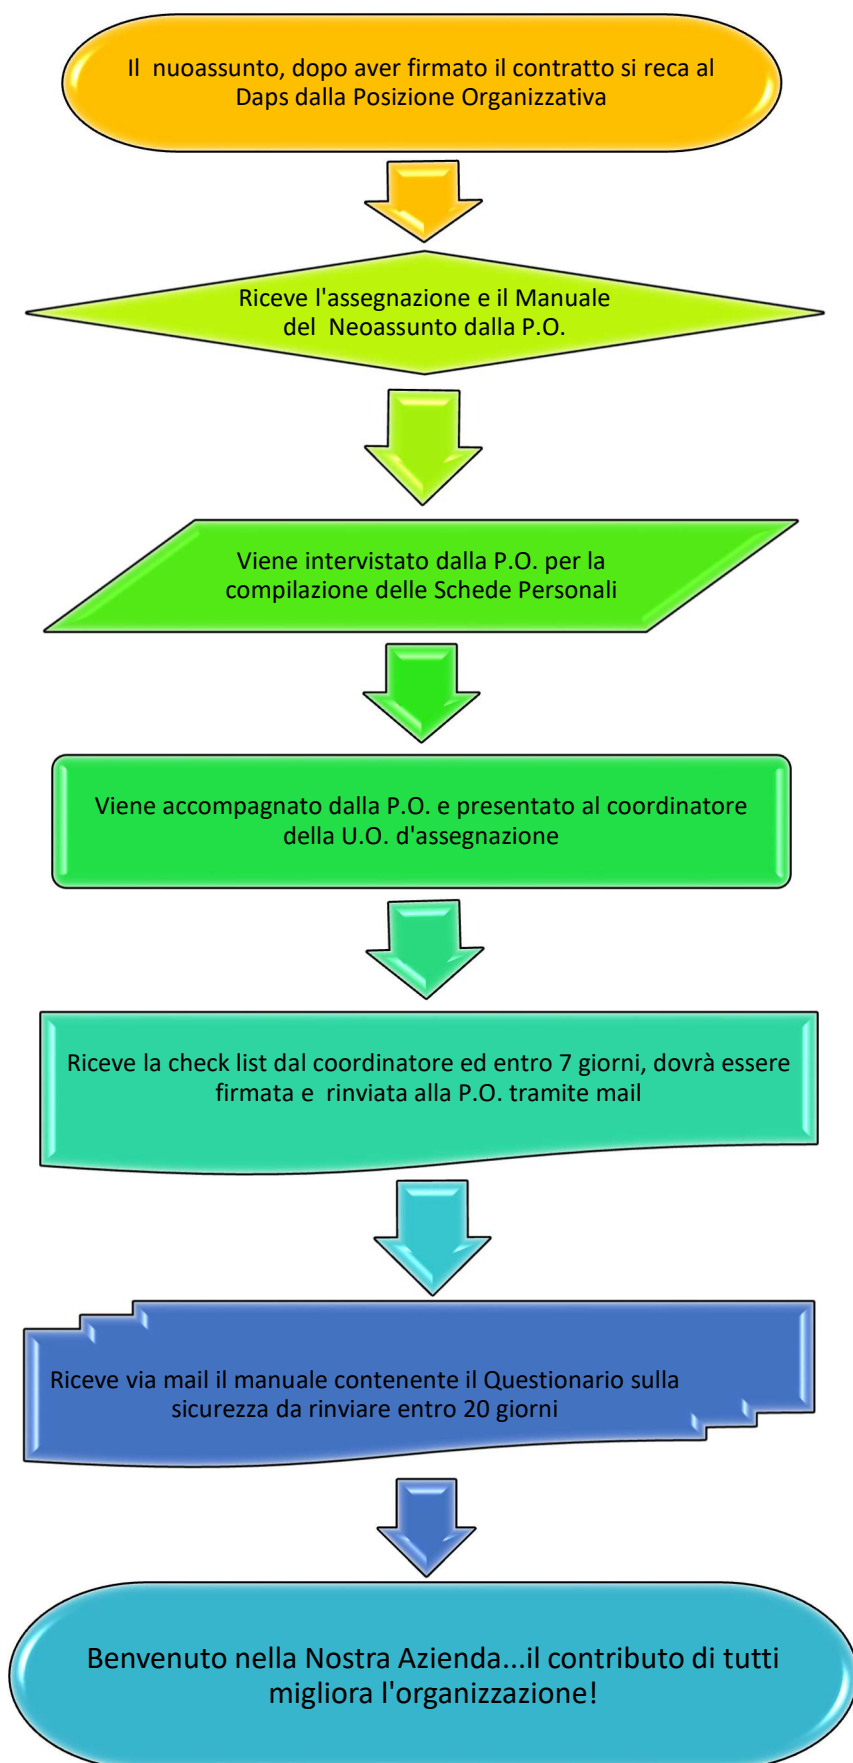 Il  nuoassunto, dopo aver firmato il contratto si reca al
Daps dalla Posizione Organizzativa
Riceve l'assegnazione e il Manuale
del  Neoassunto dalla P.O.
Viene intervistato dalla P.O. per la
compilazione delle Schede Personali
Viene accompagnato dalla P.O. e presentato al coordinatore
della U.O. d'assegnazione
Riceve la check list dal coordinatore ed entro 7 giorni, dovrà essere
firmata e  rinviata alla P.O. tramite mail
Riceve via mail il manuale contenente il Questionario sulla
sicurezza da rinviare entro 20 giorni
Benvenuto nella Nostra Azienda...il contributo di tutti
migliora l'organizzazione!